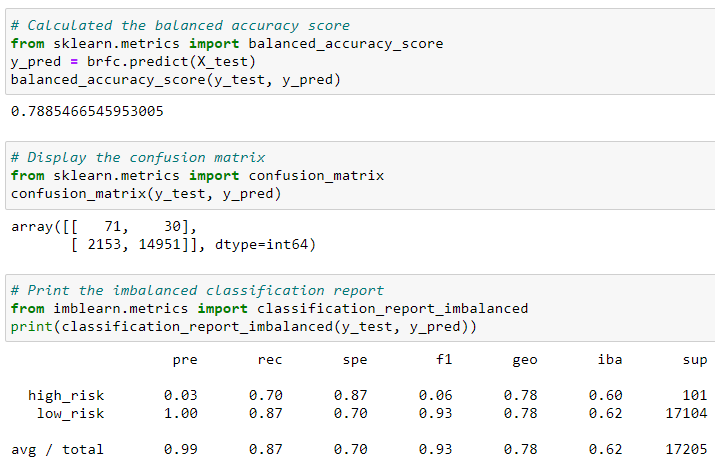 # Calculated the balanced accuracy score
from sklearn.metrics import balanced_accuracy_score
y_pred = brfc.predict(X_test)
balanced_accuracy_score(y_test, y_pred)
0.7885466545953005
# Display the confusion matrix
from sklearn.metrics import confusion_matrix
confusion_matrix(y_test, y_pred)
array([[   71,    30],
       [ 2153, 14951]], dtype=int64)
# Print the imbalanced classification report
from imblearn.metrics import classification_report_imbalanced
print(classification_report_imbalanced(y_test, y_pred))
                   pre       rec       spe        f1       geo       iba       sup
  high_risk       0.03      0.70      0.87      0.06      0.78      0.60       101
   low_risk       1.00      0.87      0.70      0.93      0.78      0.62     17104
avg / total       0.99      0.87      0.70      0.93      0.78      0.62     17205